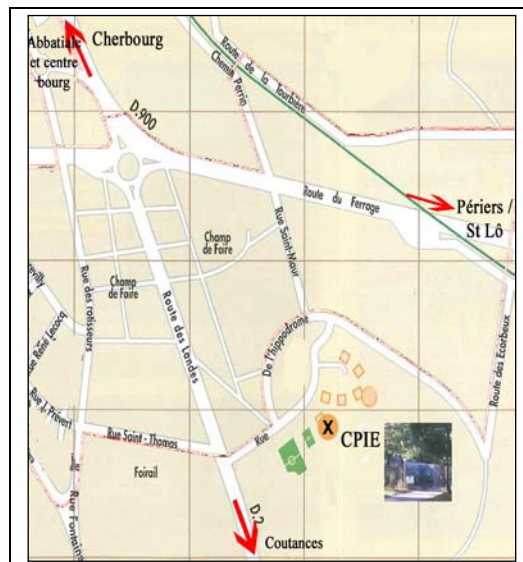 Cherbourg
Abbatiale
et centre
bourg
D.900
Route de la Tourbière
Chemin Perrin
Route du Ferrage
Périers /
St Lô
Rue Saint-Maur
Champ
de Foire
Champ
de Foire
Rue des rotisseurs
Route des Landes
Rue René Lecocq
Rue J. Prévert
De l'hippodrome
Route des Ecorbeux
Rue Saint - Thomas
Rue
X
CPIE
Foirail
Rue Fontaine
D.2
Coutances